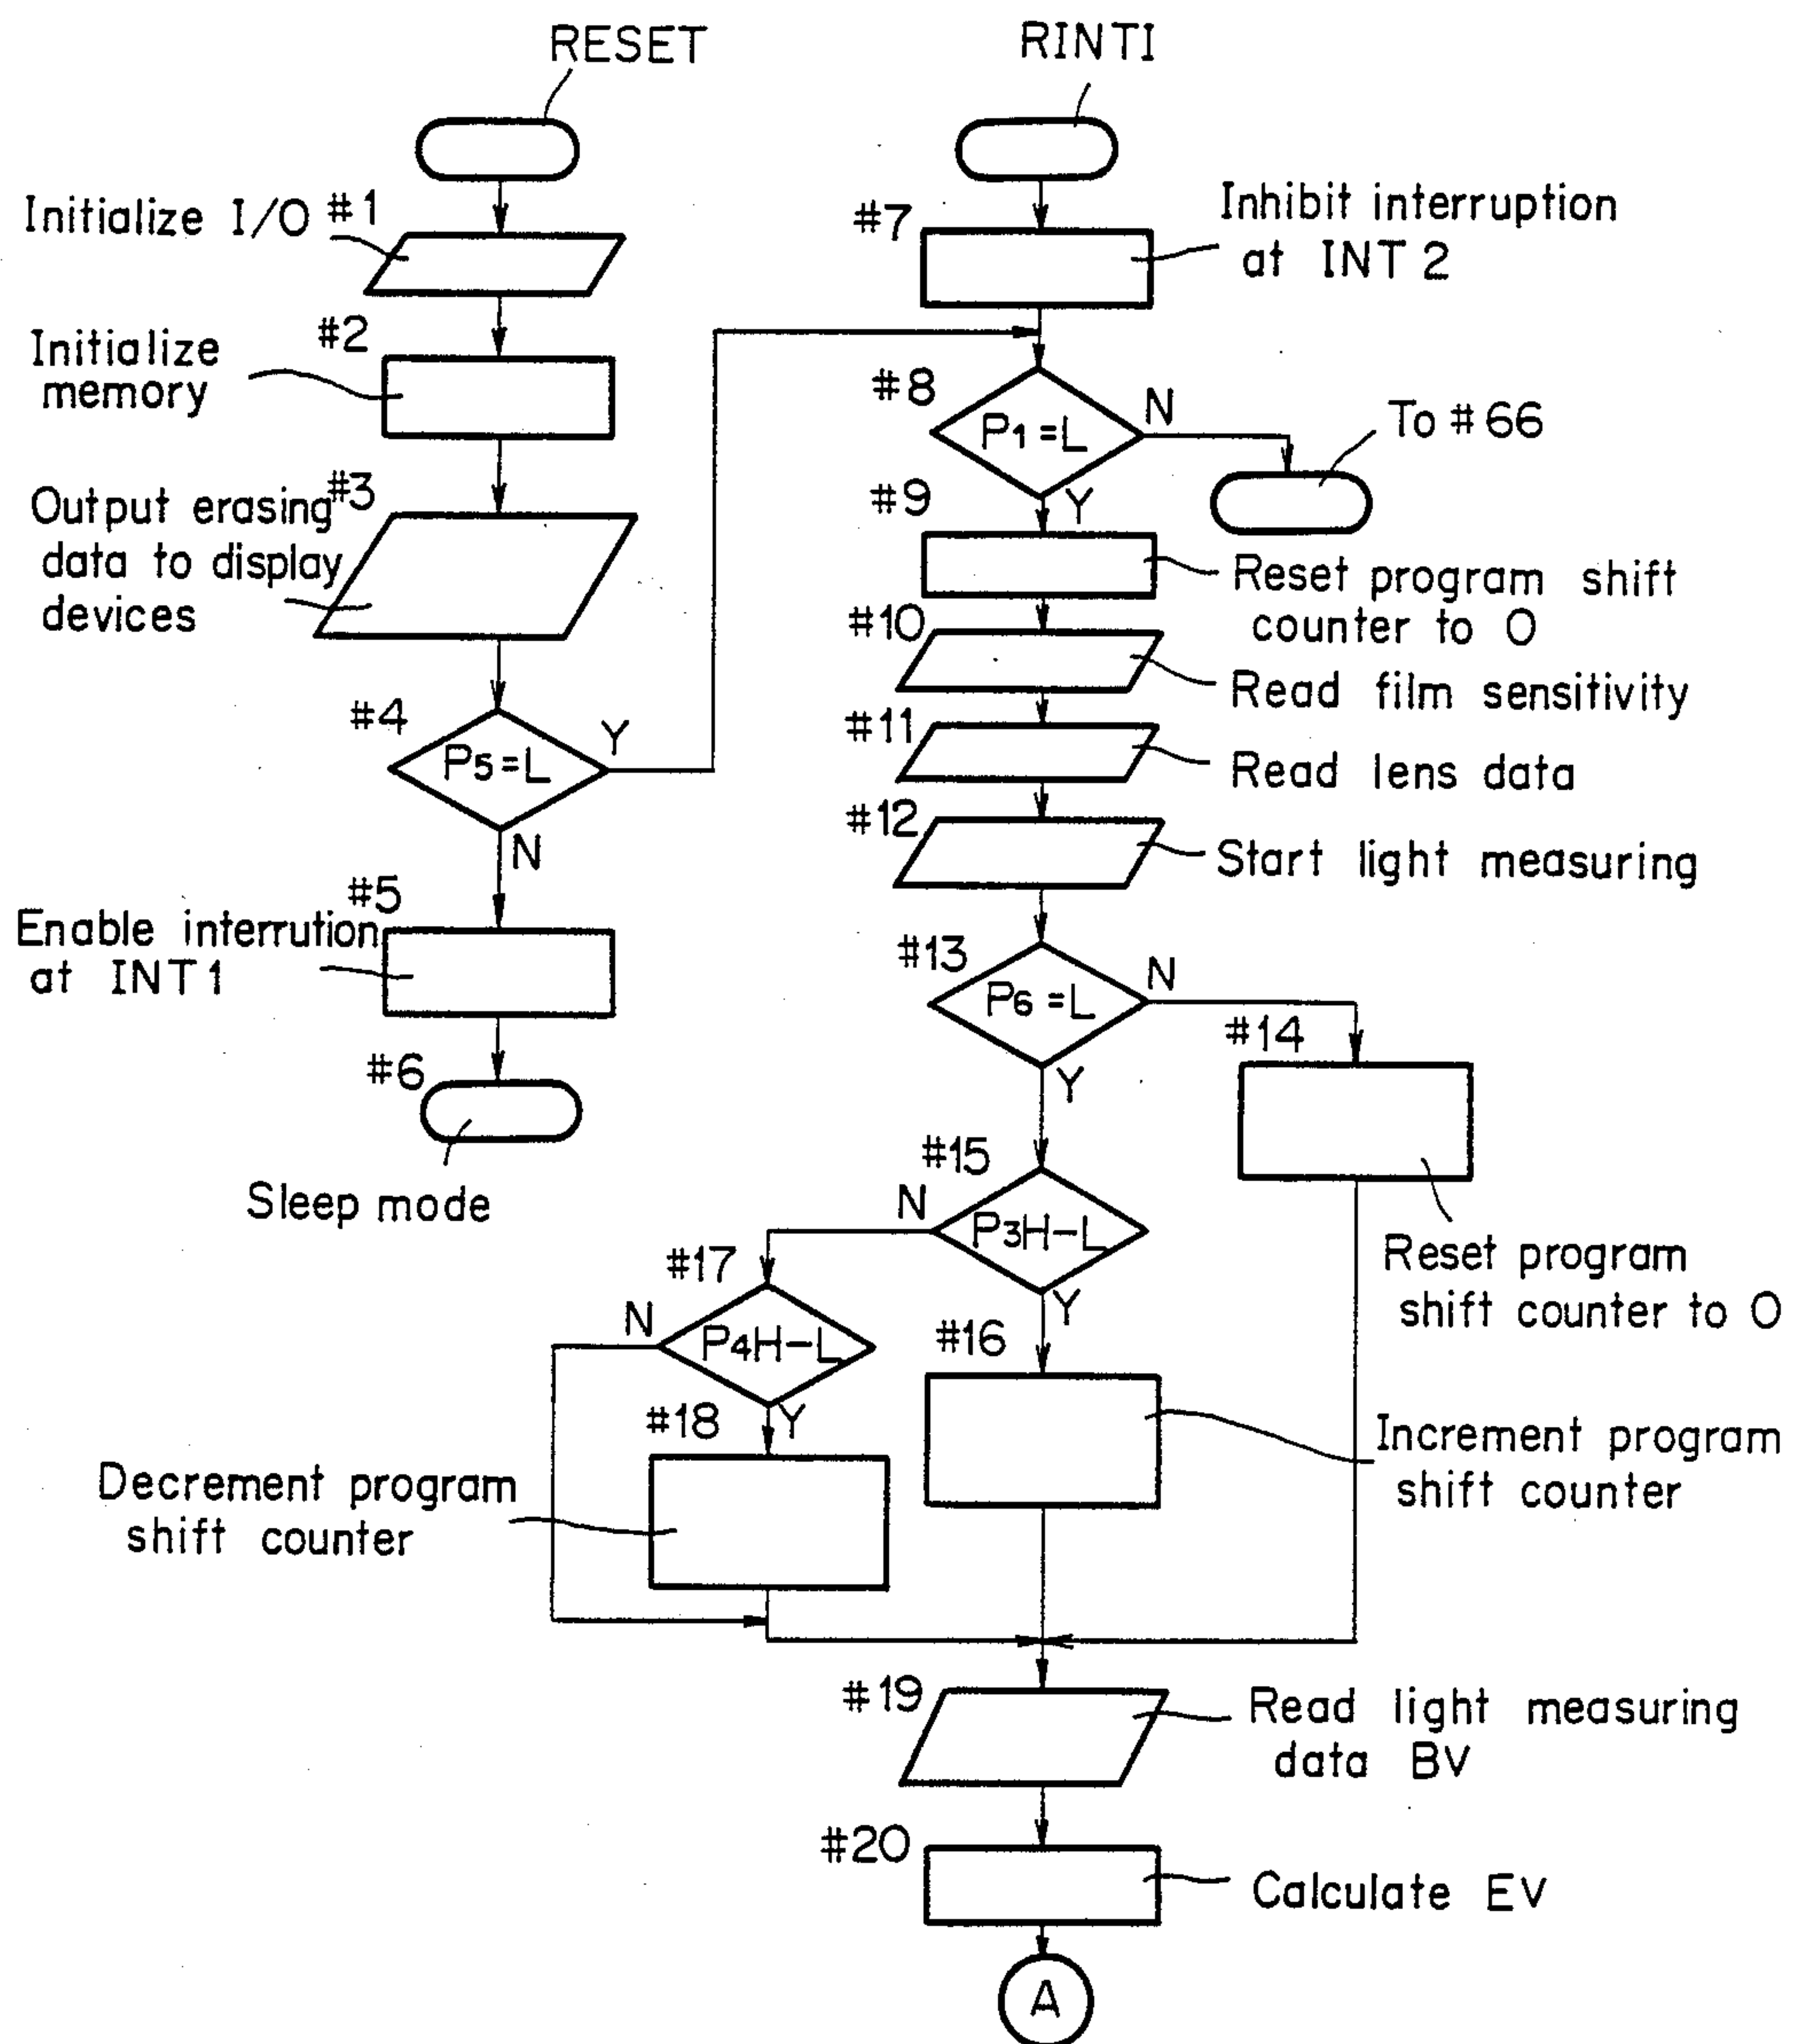 RESET
Initialize I/O #1
#2
Initialize
memory
#3
Output erasing
data to display
devices
#4
P5=L
Y
N
#5
Enable interrution
at INT1
#6
Sleep mode
RINTI
#7
Inhibit interruption
at INT2
#8
P1=L
N
To #66
Y
#9
Reset program shift
counter to 0
#10
Read film sensitivity
#11
Read lens data
#12
Start light measuring
#13
P6=L
N
Y
#14
Reset program
shift counter to 0
#15
P3H-L
N
Y
#16
Increment program
shift counter
#17
P4H-L
N
Y
#18
Decrement program
shift counter
#19
Read light measuring
data BV
#20
Calculate EV
A